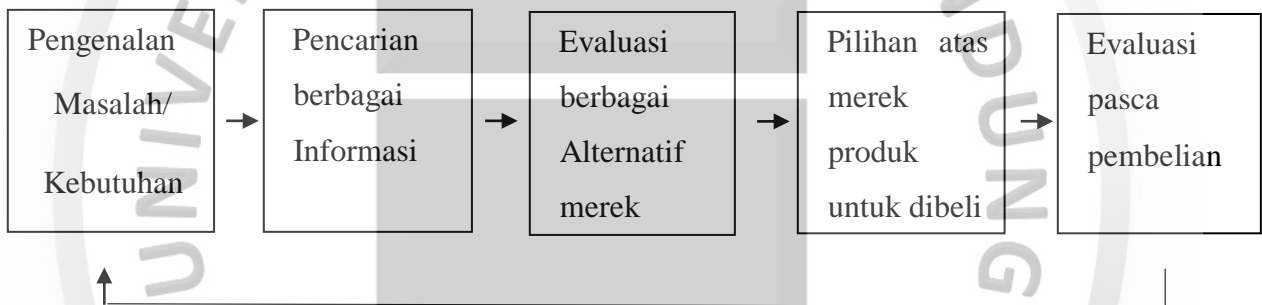 Pengenalan
Masalah/
Kebutuhan
Pencarian
berbagai
Informasi
Evaluasi
berbagai
Alternatif
merek
Pilihan atas
merek
produk
untuk dibeli
Evaluasi
pasca
pembelian